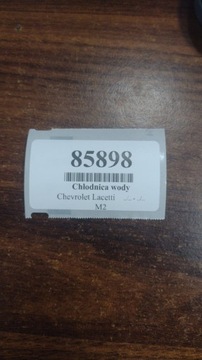 85898
Chłodnica wody
Chevrolet Lacetti
M2